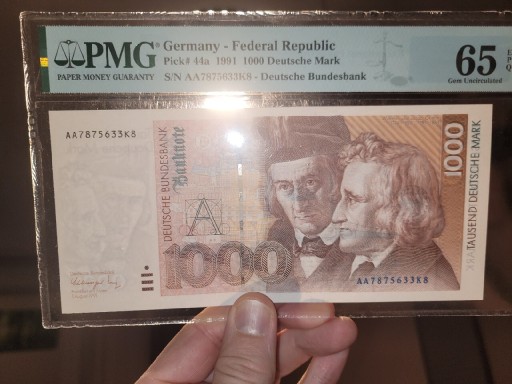 PMG
PAPER MONEY GUARANTY
Germany - Federal Republic
Pick# 44a 1991 1000 Deutsche Mark
S/N AA7875633K8 - Deutsche Bundesbank
65
Gem Uncirculated
E
P
Q
AA7875633K8
DEUTSCHE BUNDESBANK
Banknote
A
1000
1000
TAUSEND DEUTSCHE MARK
AA7875633K8